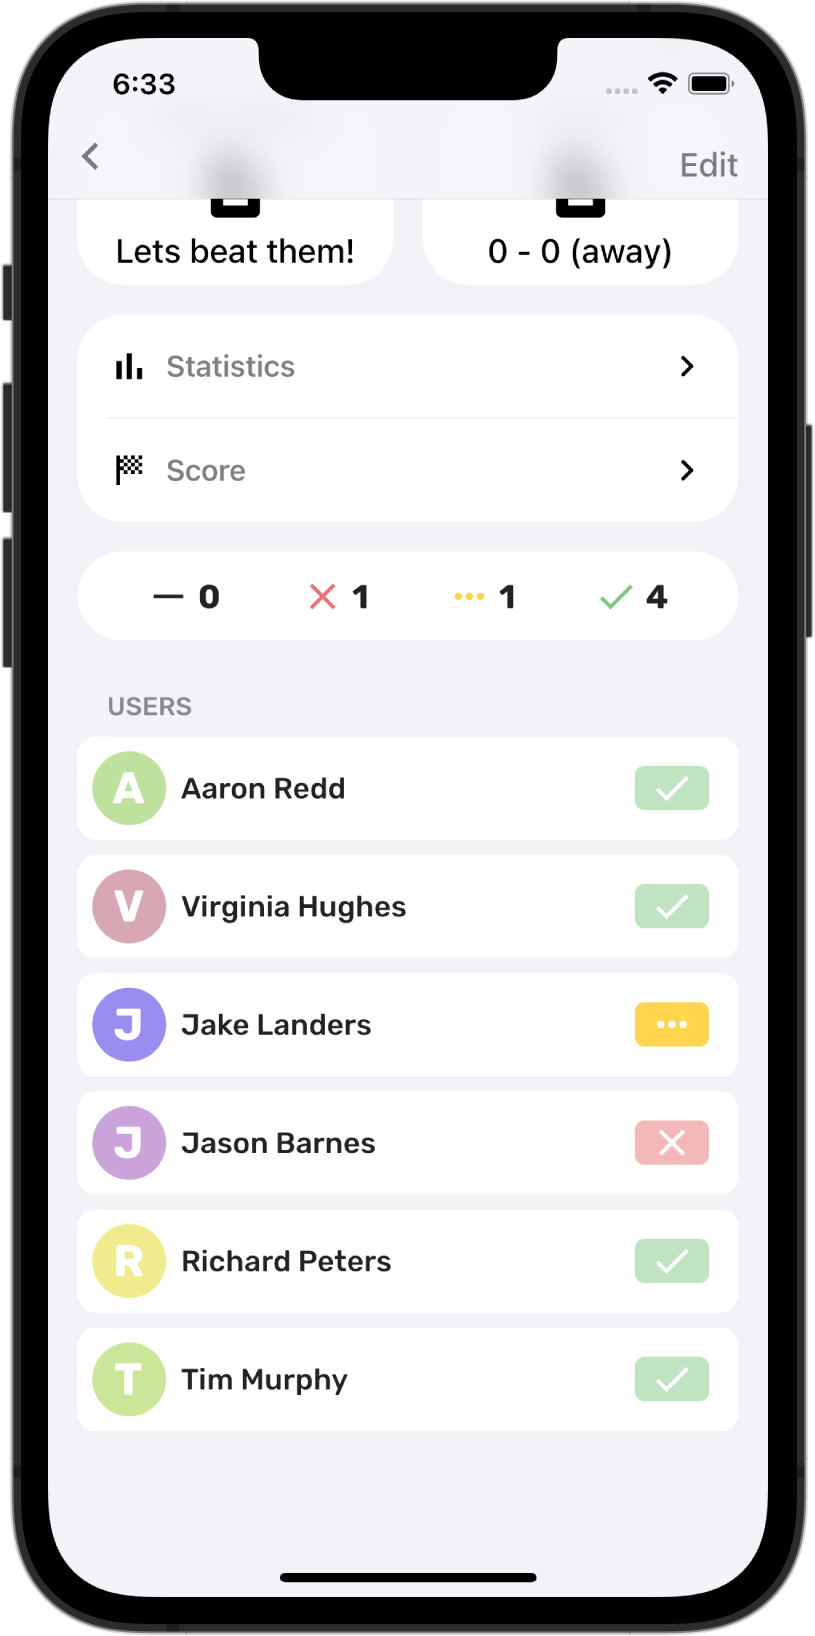 6:33
Edit
Lets beat them!
0 - 0 (away)
Statistics
Score
0 1 1 4
USERS
A Aaron Redd
V Virginia Hughes
J Jake Landers
J Jason Barnes
R Richard Peters
T Tim Murphy